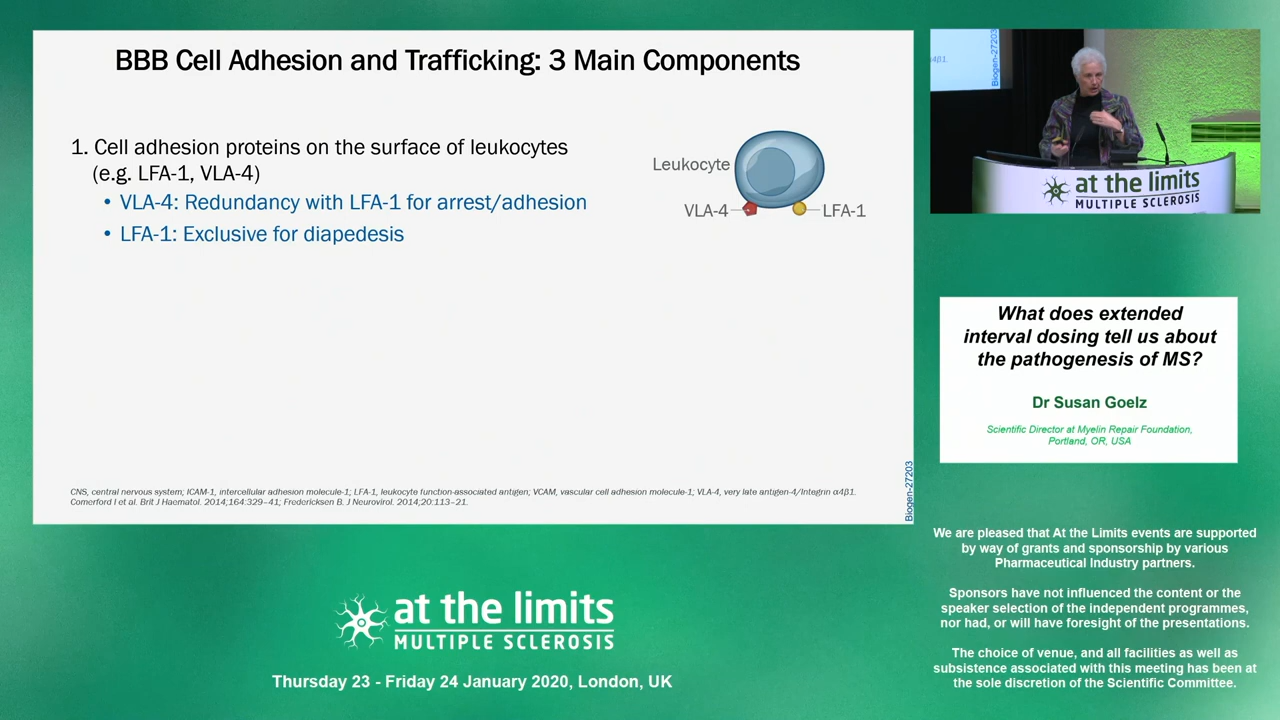 BBB Cell Adhesion and Trafficking: 3 Main Components
1. Cell adhesion proteins on the surface of leukocytes
(e.g. LFA-1, VLA-4)
• VLA-4: Redundancy with LFA-1 for arrest/adhesion
• LFA-1: Exclusive for diapedesis
Leukocyte
VLA-4
LFA-1
CNS, central nervous system; ICAM-1, intercellular adhesion molecule-1; LFA-1, leukocyte function-associated antigen; VCAM, vascular cell adhesion molecule-1; VLA-4, very late antigen-4/Integrin α4β1.
Comerford I et al. Brit J Haematol. 2014;164:329–41; Fredericksen B. J Neurovirol. 2014;20:113–21.
Biogen-27203
α4β1.
Biogen-27203
at the limits
MULTIPLE SCLEROSIS
What does extended
interval dosing tell us about
the pathogenesis of MS?
Dr Susan Goelz
Scientific Director at Myelin Repair Foundation,
Portland, OR, USA
We are pleased that At the Limits events are supported
by way of grants and sponsorship by various
Pharmaceutical Industry partners.
Sponsors have not influenced the content or the
speaker selection of the independent programmes,
nor had, or will have foresight of the presentations.
The choice of venue, and all facilities as well as
subsistence associated with this meeting has been at
the sole discretion of the Scientific Committee.
at the limits
MULTIPLE SCLEROSIS
Thursday 23 - Friday 24 January 2020, London, UK